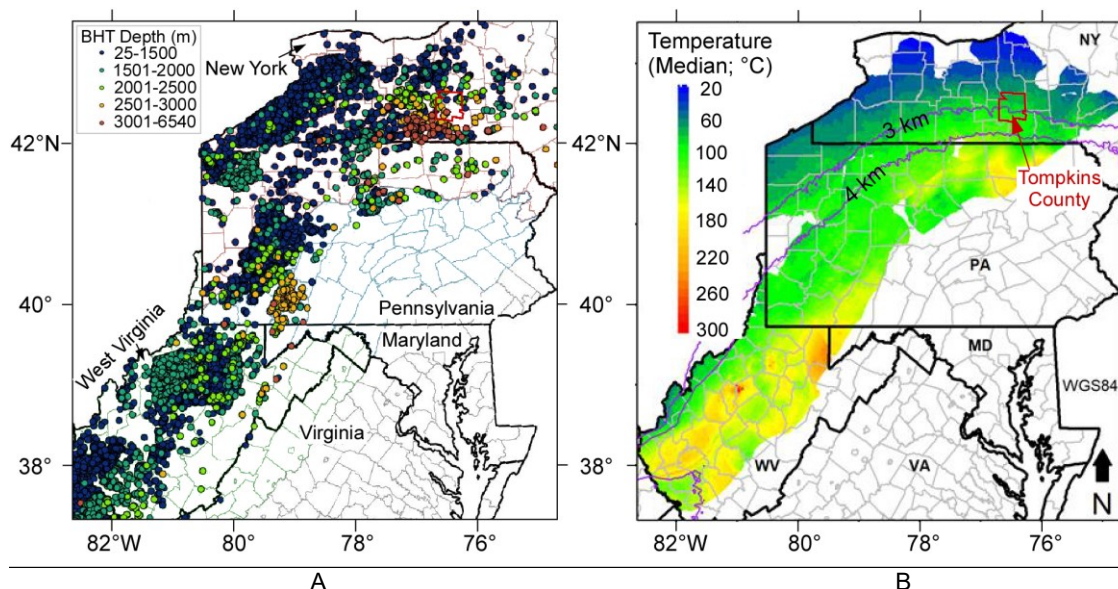 BHT Depth (m)
25-1500
1501-2000
2001-2500
2501-3000
3001-6540
New York
West Virginia
Pennsylvania
Maryland
Virginia
42°N
40°
38°
82°W
80°
78°
76°
A
Temperature
(Median; °C)
20
60
100
140
180
220
260
300
NY
3 km
4 km
Tompkins
County
PA
MD
WGS84
WV
VA
N
42°N
40°
38°
82°W
80°
78°
76°
B